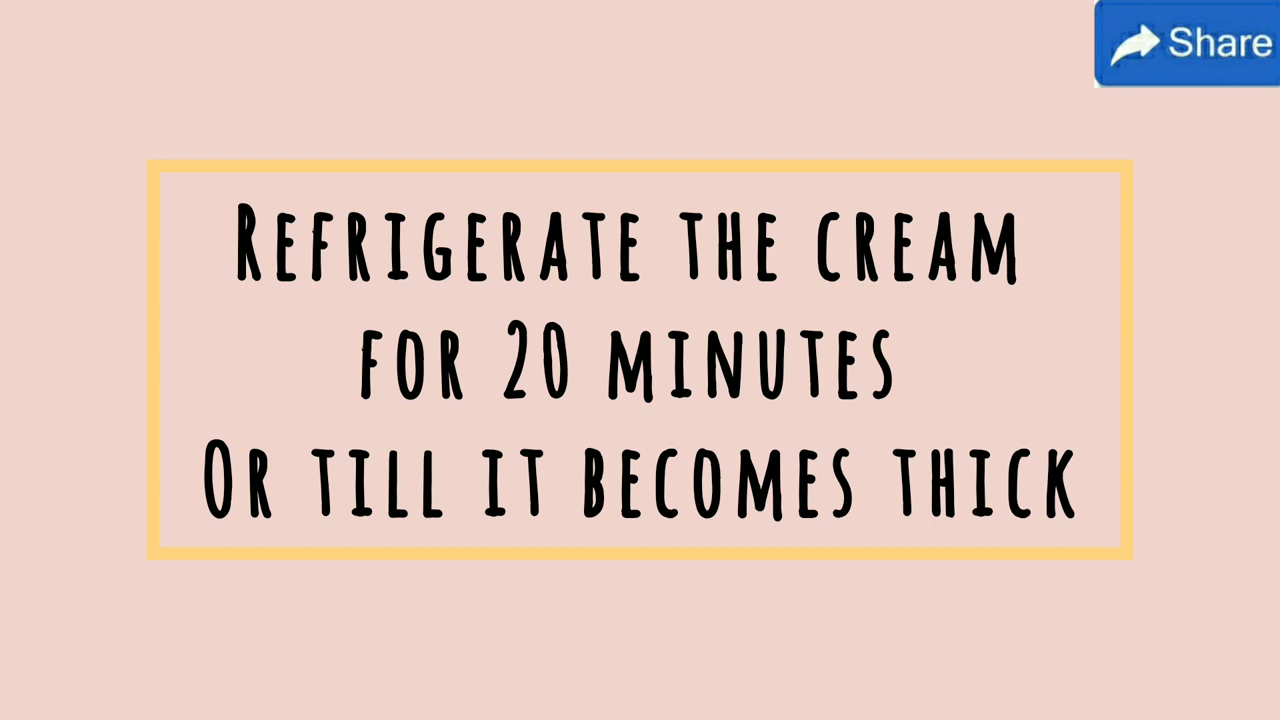 Share
Refrigerate the cream
for 20 minutes
Or till it becomes thick